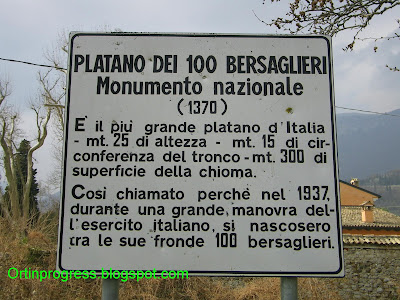 PLATANO DEI 100 BERSAGLIERI
Monumento nazionale
(1370)
E' il più grande platano d'Italia
- mt. 25 di altezza - mt. 15 di cir-
conferenza del tronco - mt. 300 di
superficie della chioma.
Così chiamato perchè nel 1937,
durante una grande, manovra del-
l'esercito italiano, si nascosero
tra le sue fronde 100 bersaglieri.
Ortinprogress.blogspot.com